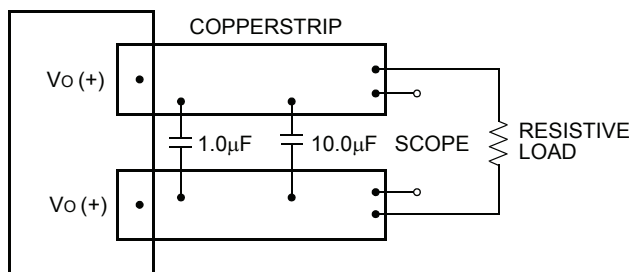 COPPERSTRIP
VO (+)
1.0μF
10.0μF
SCOPE
RESISTIVE
LOAD
VO (+)